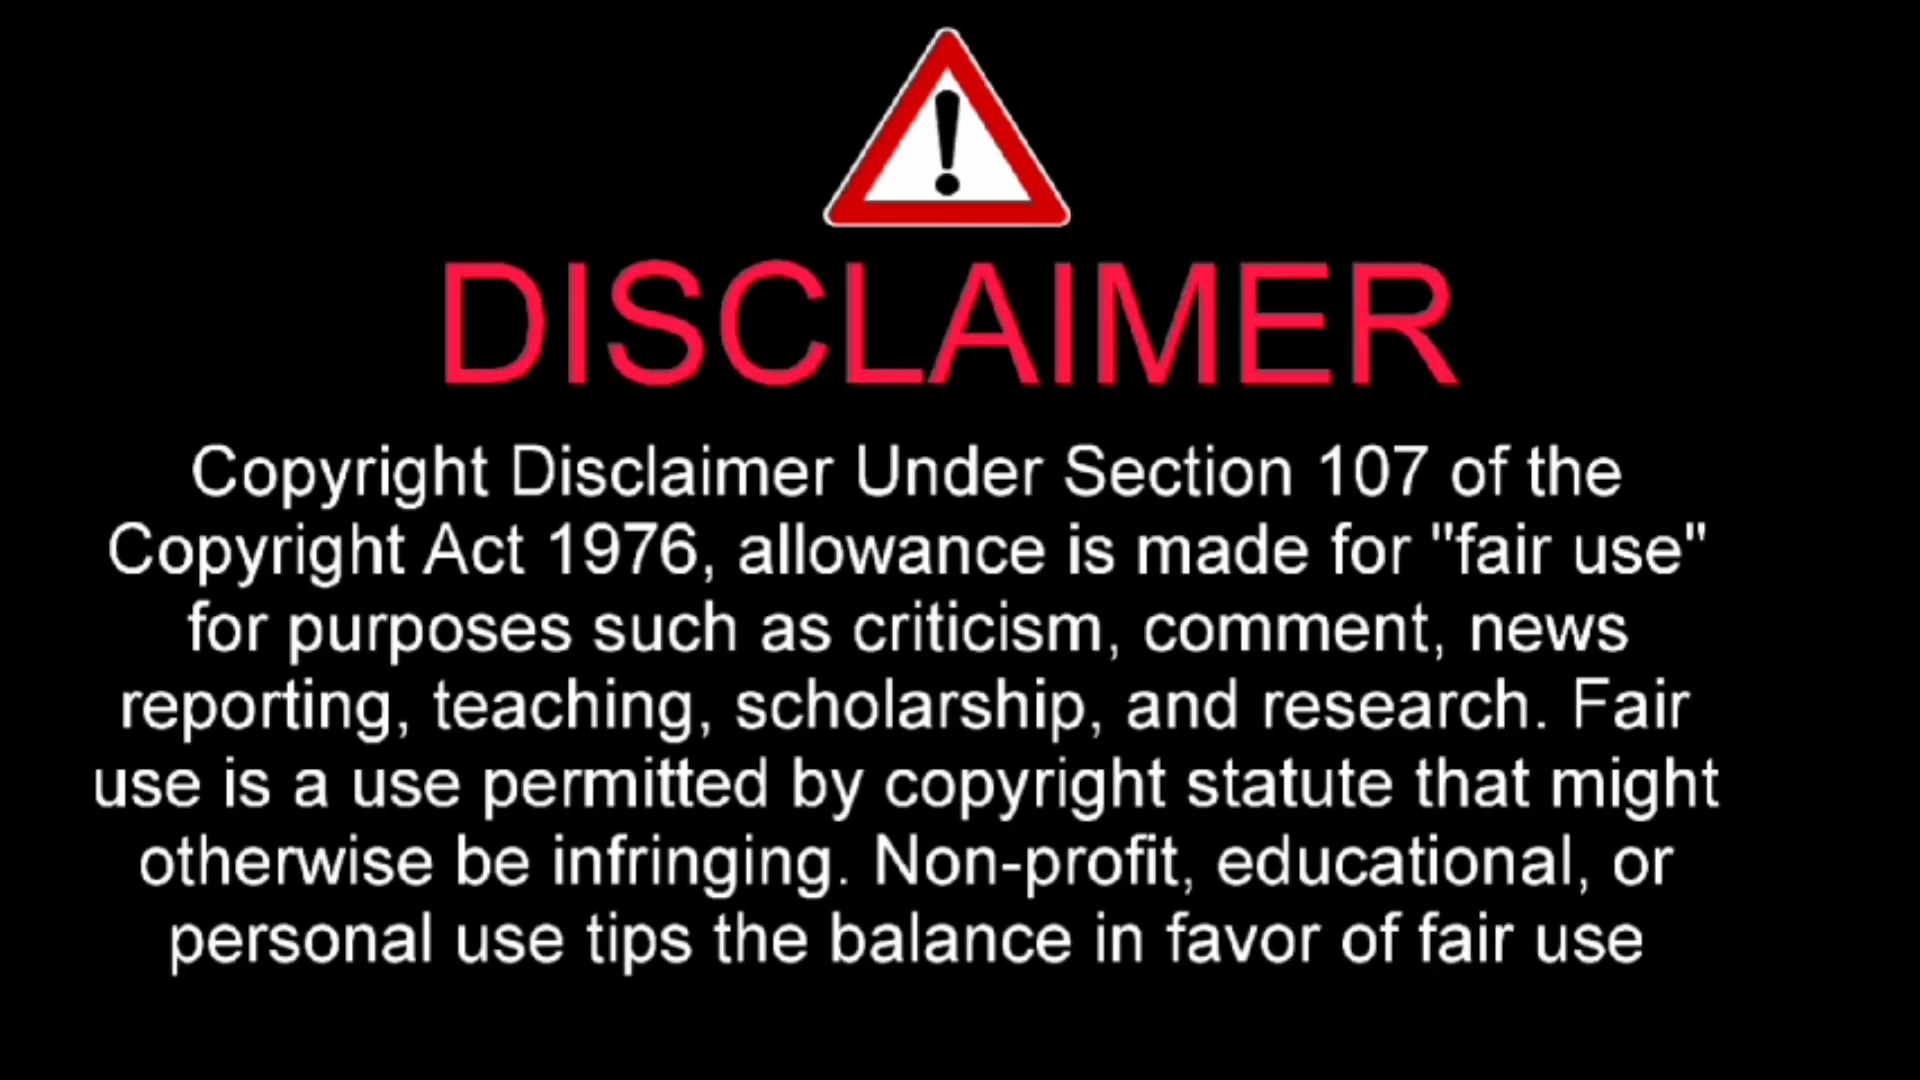 DISCLAIMER
Copyright Disclaimer Under Section 107 of the
Copyright Act 1976, allowance is made for "fair use"
for purposes such as criticism, comment, news
reporting, teaching, scholarship, and research. Fair
use is a use permitted by copyright statute that might
otherwise be infringing. Non-profit, educational, or
personal use tips the balance in favor of fair use